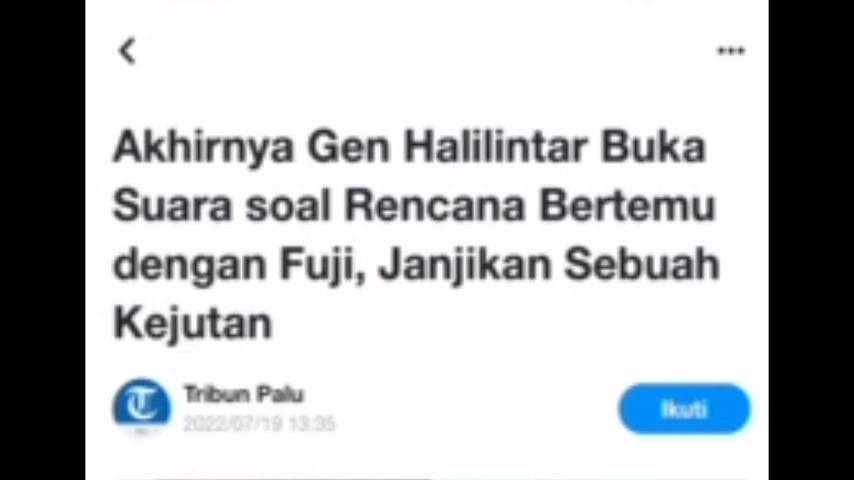 Akhirnya Gen Halilintar Buka
Suara soal Rencana Bertemu
dengan Fuji, Janjikan Sebuah
Kejutan
Tribun Palu
2022/07/19 13:35
Ikuti